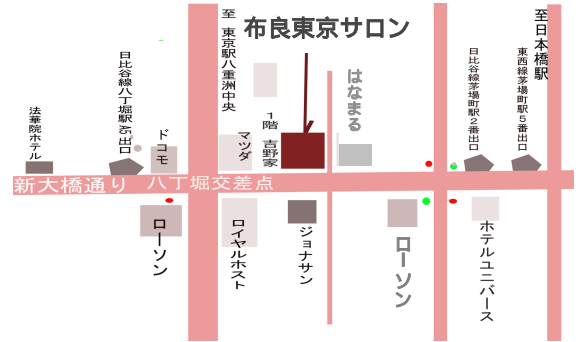 布良東京サロン
至 東京駅八重洲中央
至日本橋駅
はなまる
日比谷線八丁堀駅A5出口
法華院ホテル
ドコモ
マツダ
1階 吉野家
日比谷線茅場町駅2番出口
東西線茅場町駅5番出口
新大橋通り 八丁堀交差点
ローソン
ロイヤルホスト
ジョナサン
ローソン
ホテルユニバース